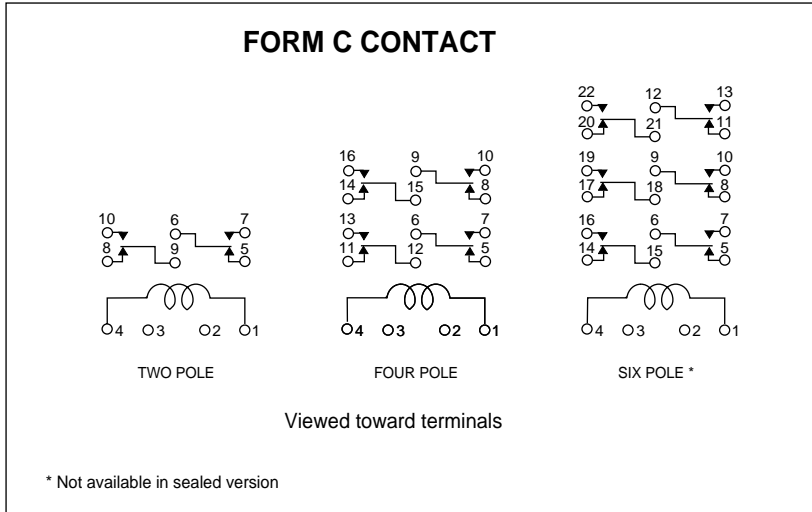 FORM C CONTACT
22 12 13
20 21 11
16 9 10 19 9 10
14 15 8 17 18 8
10 6 7 13 6 7 16 6 7
8 9 5 11 12 5 14 15 5
4 3 2 1 4 3 2 1 4 3 2 1
TWO POLE FOUR POLE SIX POLE *
Viewed toward terminals
* Not available in sealed version